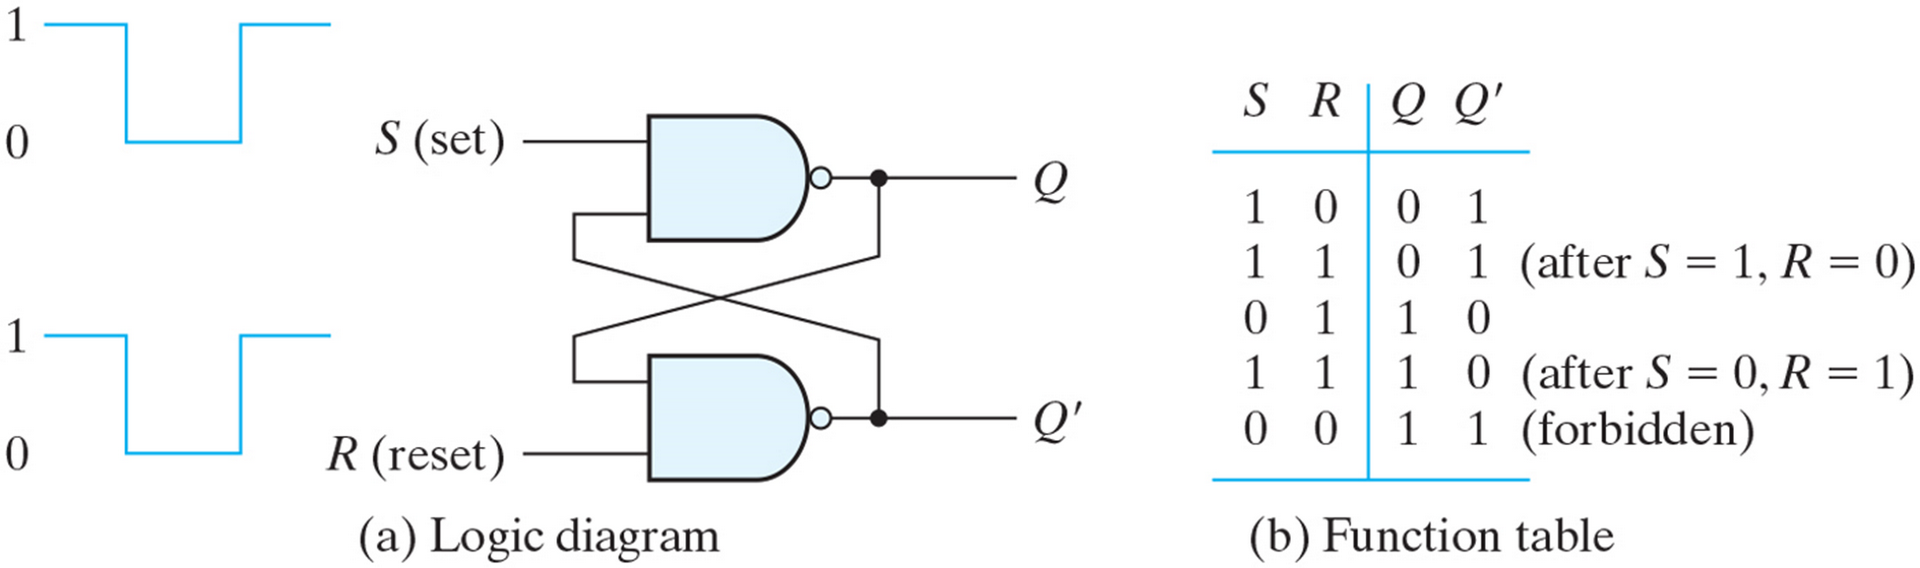 1
0
S (set)
Q
1
0
R (reset)
Q′
(a) Logic diagram
S R Q Q′
1 0 0 1
1 1 0 1 (after S = 1, R = 0)
0 1 1 0
1 1 1 0 (after S = 0, R = 1)
0 0 1 1 (forbidden)
(b) Function table